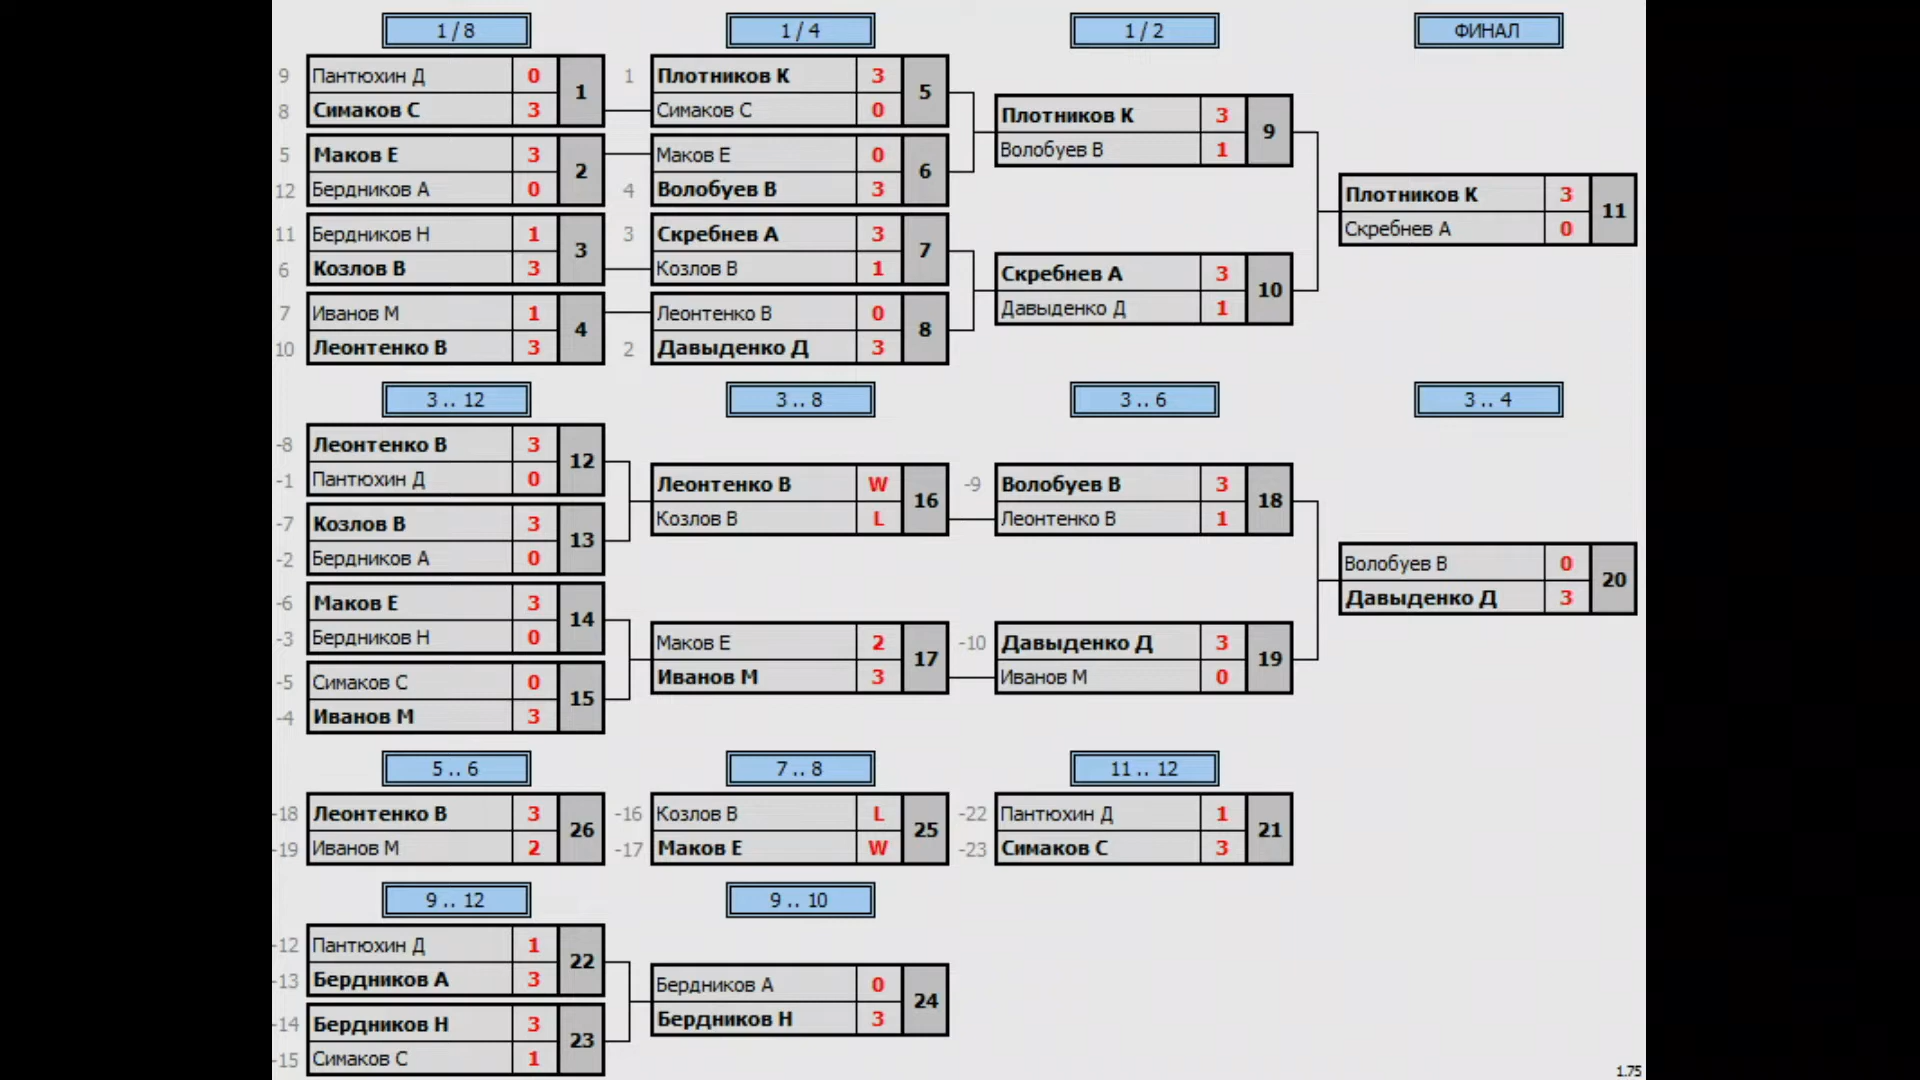 1 / 8
1 / 4
1 / 2
ФИНАЛ
9 Пантюхин Д 0
8 Симаков С 3
1
5 Маков Е 3
12 Бердников А 0
2
11 Бердников Н 1
6 Козлов В 3
3
7 Иванов М 1
10 Леонтенко В 3
4
1 Плотников К 3
Симаков С 0
5
Маков Е 0
4 Волобуев В 3
6
3 Скребнев А 3
Козлов В 1
7
Леонтенко В 0
2 Давыденко Д 3
8
Плотников К 3
Волобуев В 1
9
Скребнев А 3
Давыденко Д 1
10
Плотников К 3
Скребнев А 0
11
3 .. 12
3 .. 8
3 .. 6
3 .. 4
-8 Леонтенко В 3
-1 Пантюхин Д 0
12
-7 Козлов В 3
-2 Бердников А 0
13
-6 Маков Е 3
-3 Бердников Н 0
14
-5 Симаков С 0
-4 Иванов М 3
15
Леонтенко В W
Козлов В L
16
Маков Е 2
Иванов М 3
17
-9 Волобуев В 3
Леонтенко В 1
18
-10 Давыденко Д 3
Иванов М 0
19
Волобуев В 0
Давыденко Д 3
20
5 .. 6
7 .. 8
11 .. 12
-18 Леонтенко В 3
-19 Иванов М 2
26
-16 Козлов В L
-17 Маков Е W
25
-22 Пантюхин Д 1
-23 Симаков С 3
21
9 .. 12
9 .. 10
-12 Пантюхин Д 1
-13 Бердников А 3
22
-14 Бердников Н 3
-15 Симаков С 1
23
Бердников А 0
Бердников Н 3
24
1.75